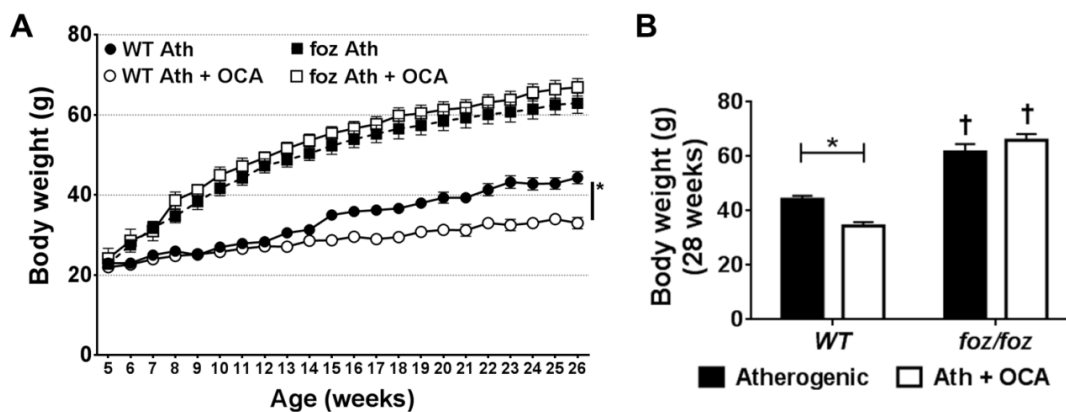 A
WT Ath
foz Ath
WT Ath + OCA
foz Ath + OCA
Body weight (g)
80
60
40
20
0
*
5 6 7 8 9 10 11 12 13 14 15 16 17 18 19 20 21 22 23 24 25 26
Age (weeks)
B
Body weight (g)
(28 weeks)
80
60
40
20
0
*
† †
WT foz/foz
Atherogenic Ath + OCA